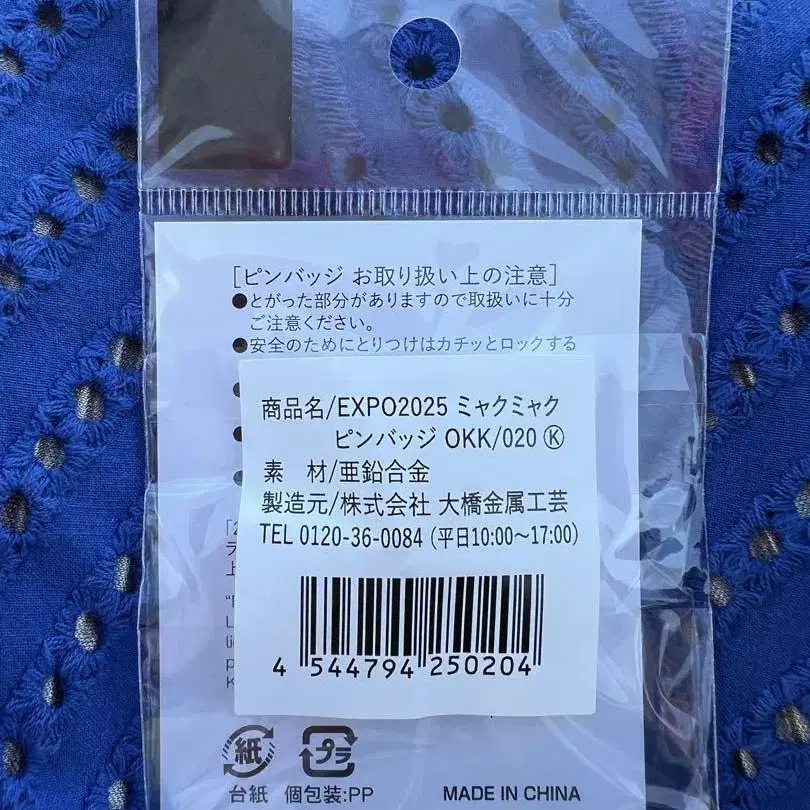 [ピンバッジ お取り扱い上の注意]
●とがった部分がありますので取扱いに十分
ご注意ください。
●安全のためにとりつけはカチッとロックする
商品名/EXPO2025 ミャクミャク
ピンバッジ OKK/020 Ⓚ
素　材/亜鉛合金
製造元/株式会社 大橋金属工芸
TEL 0120-36-0084 (平日10:00～17:00)
4 544794 250204
紙 プラ
台紙 個包装:PP MADE IN CHINA